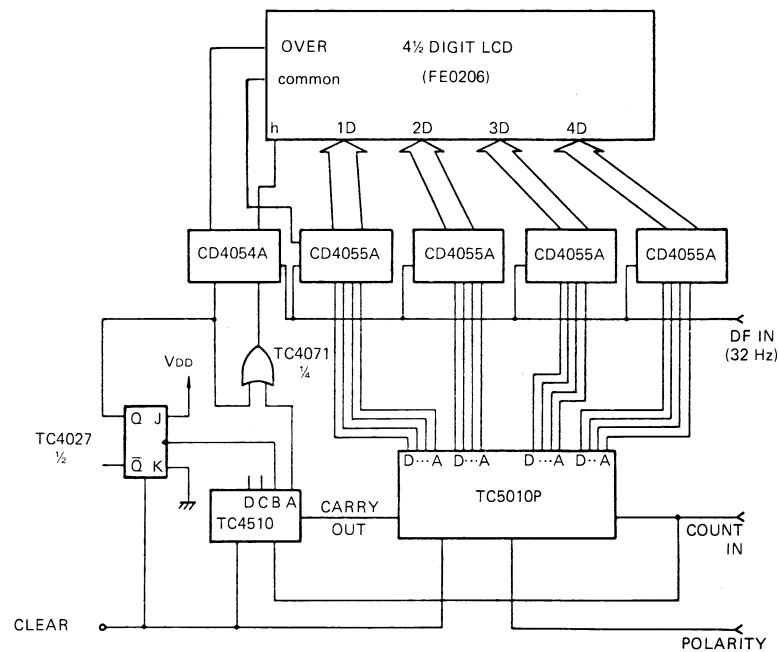 OVER 4½ DIGIT LCD
common (FE0206)
h 1D 2D 3D 4D
CD4054A CD4055A CD4055A CD4055A CD4055A
DF IN
(32 Hz)
TC4071
¼
VDD
Q J
TC4027
½
Q̅ K
D···A D···A D···A D··A
TC5010P
D C B A
TC4510
CARRY
OUT
COUNT
IN
CLEAR
POLARITY